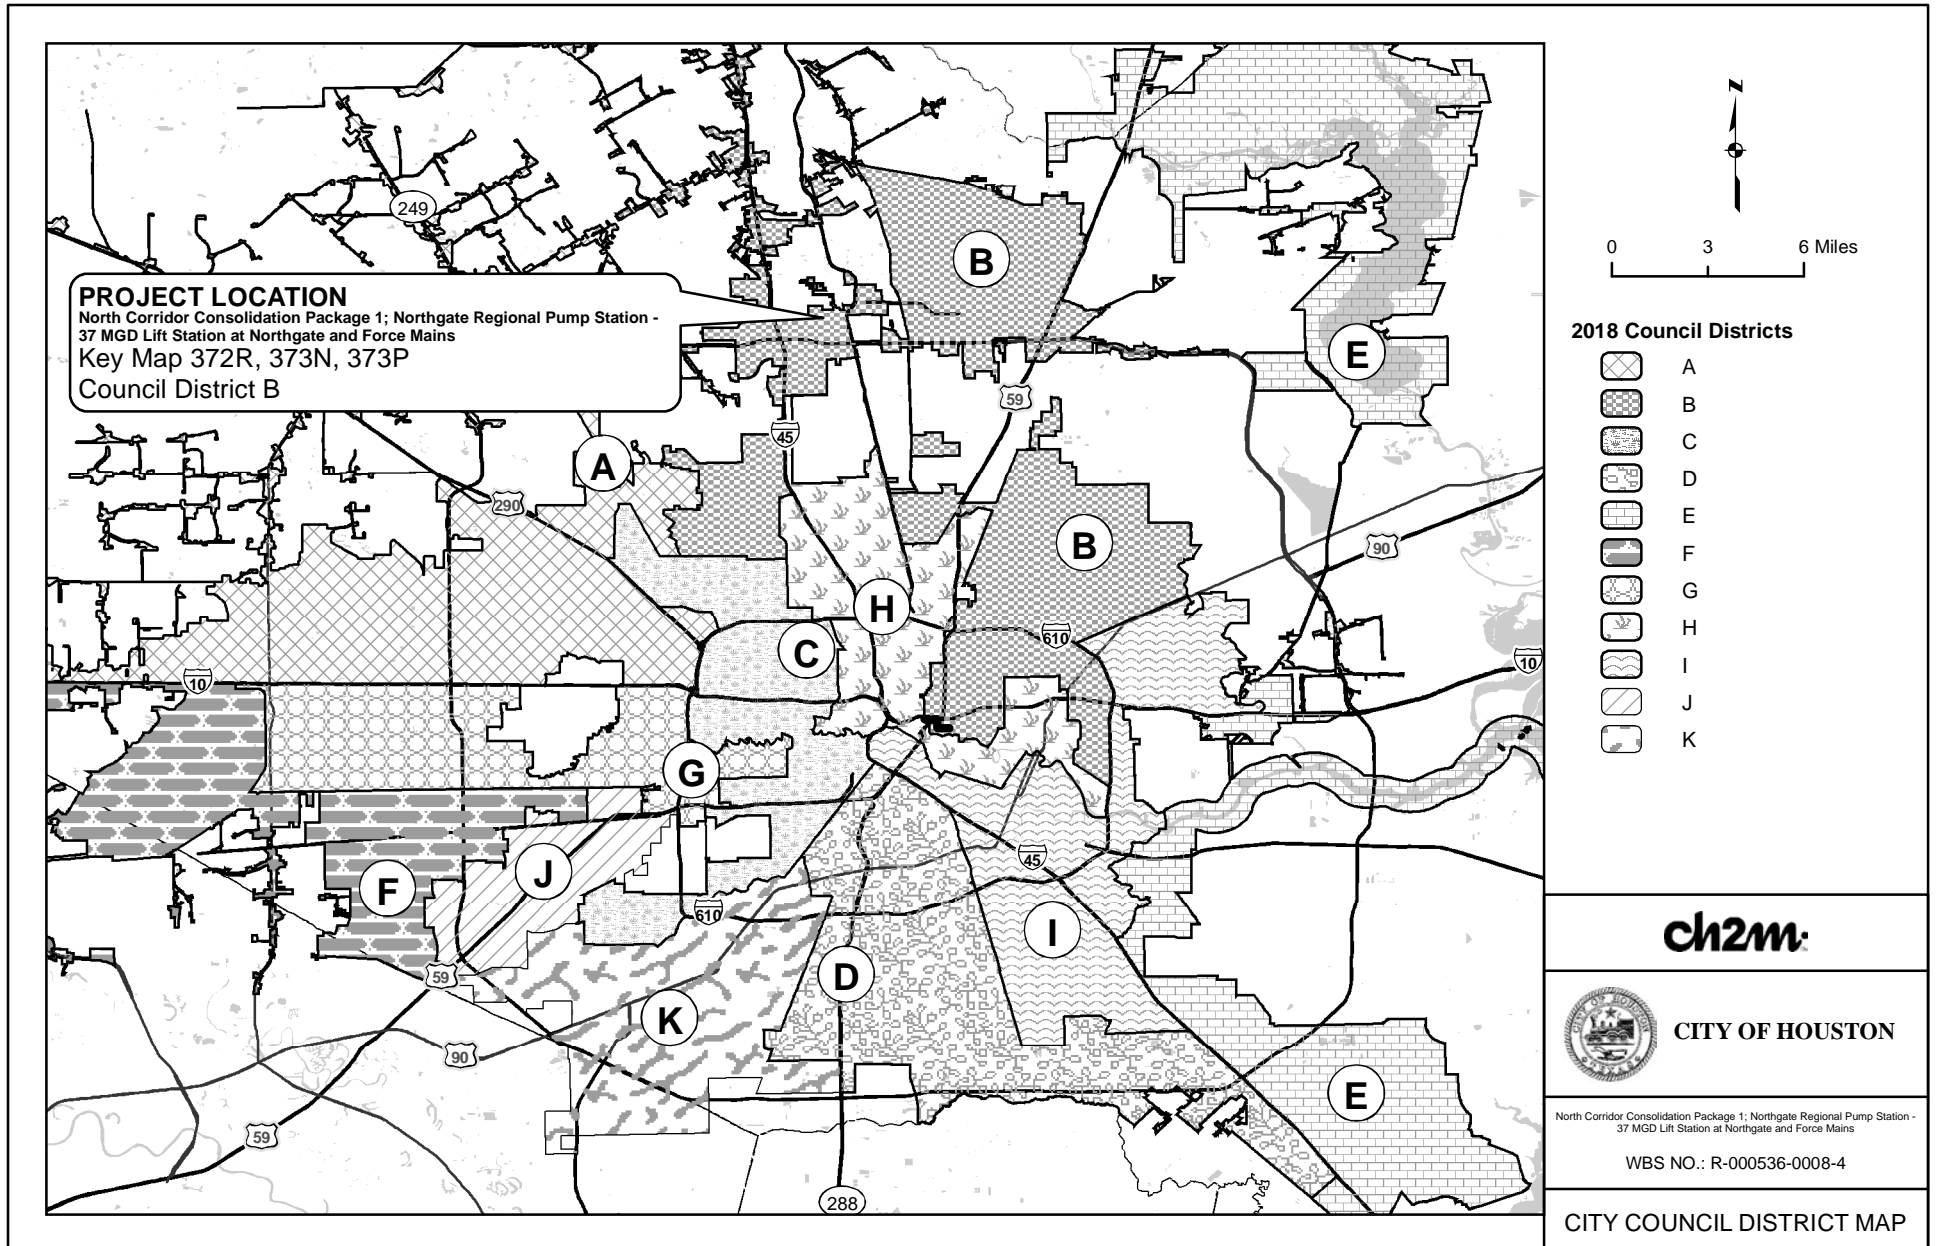 249
B
PROJECT LOCATION
North Corridor Consolidation Package 1; Northgate Regional Pump Station -
37 MGD Lift Station at Northgate and Force Mains
Key Map 372R, 373N, 373P
Council District B
E
59
45
A
290
B
90
H
610
C
10
10
G
45
J
F
610
I
59
D
K
90
E
59
288
N
0 3 6 Miles
2018 Council Districts
A
B
C
D
E
F
G
H
I
J
K
ch2m
CITY OF HOUSTON
North Corridor Consolidation Package 1; Northgate Regional Pump Station -
37 MGD Lift Station at Northgate and Force Mains
WBS NO.: R-000536-0008-4
CITY COUNCIL DISTRICT MAP